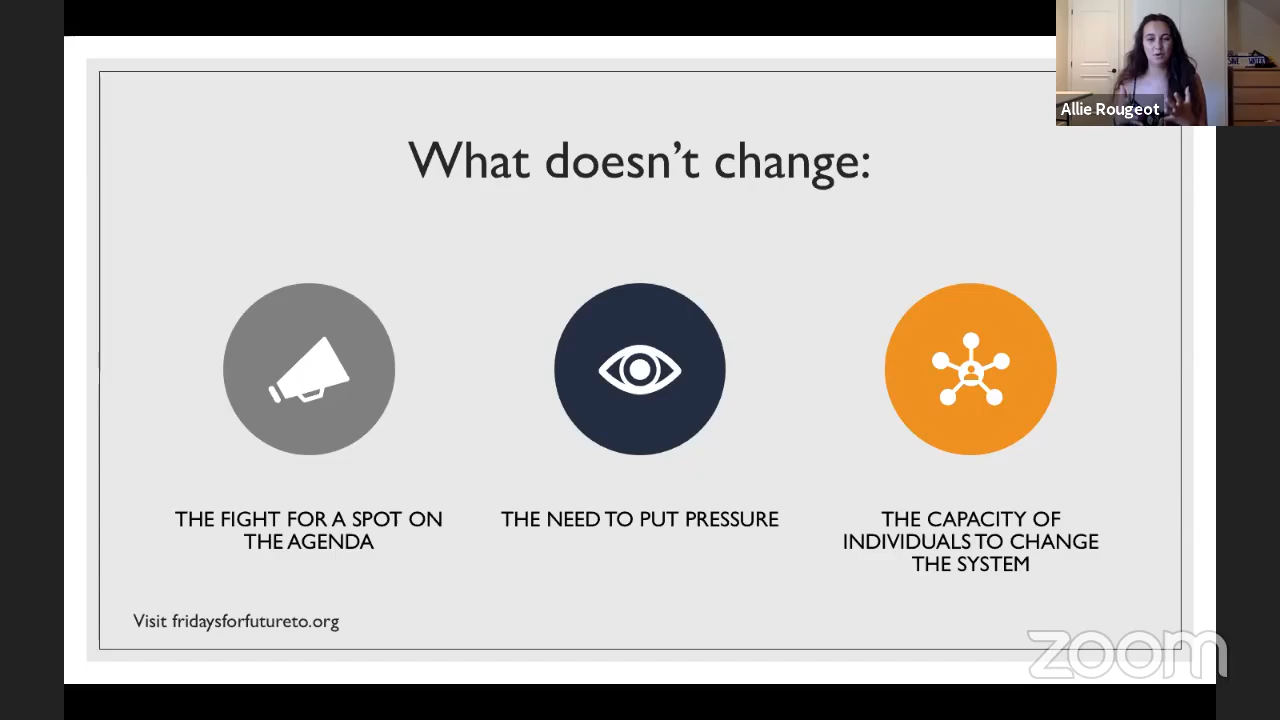 Allie Rougeot
What doesn't change:
THE FIGHT FOR A SPOT ON
THE AGENDA
THE NEED TO PUT PRESSURE
THE CAPACITY OF
INDIVIDUALS TO CHANGE
THE SYSTEM
Visit fridaysforfutureto.org
zoom